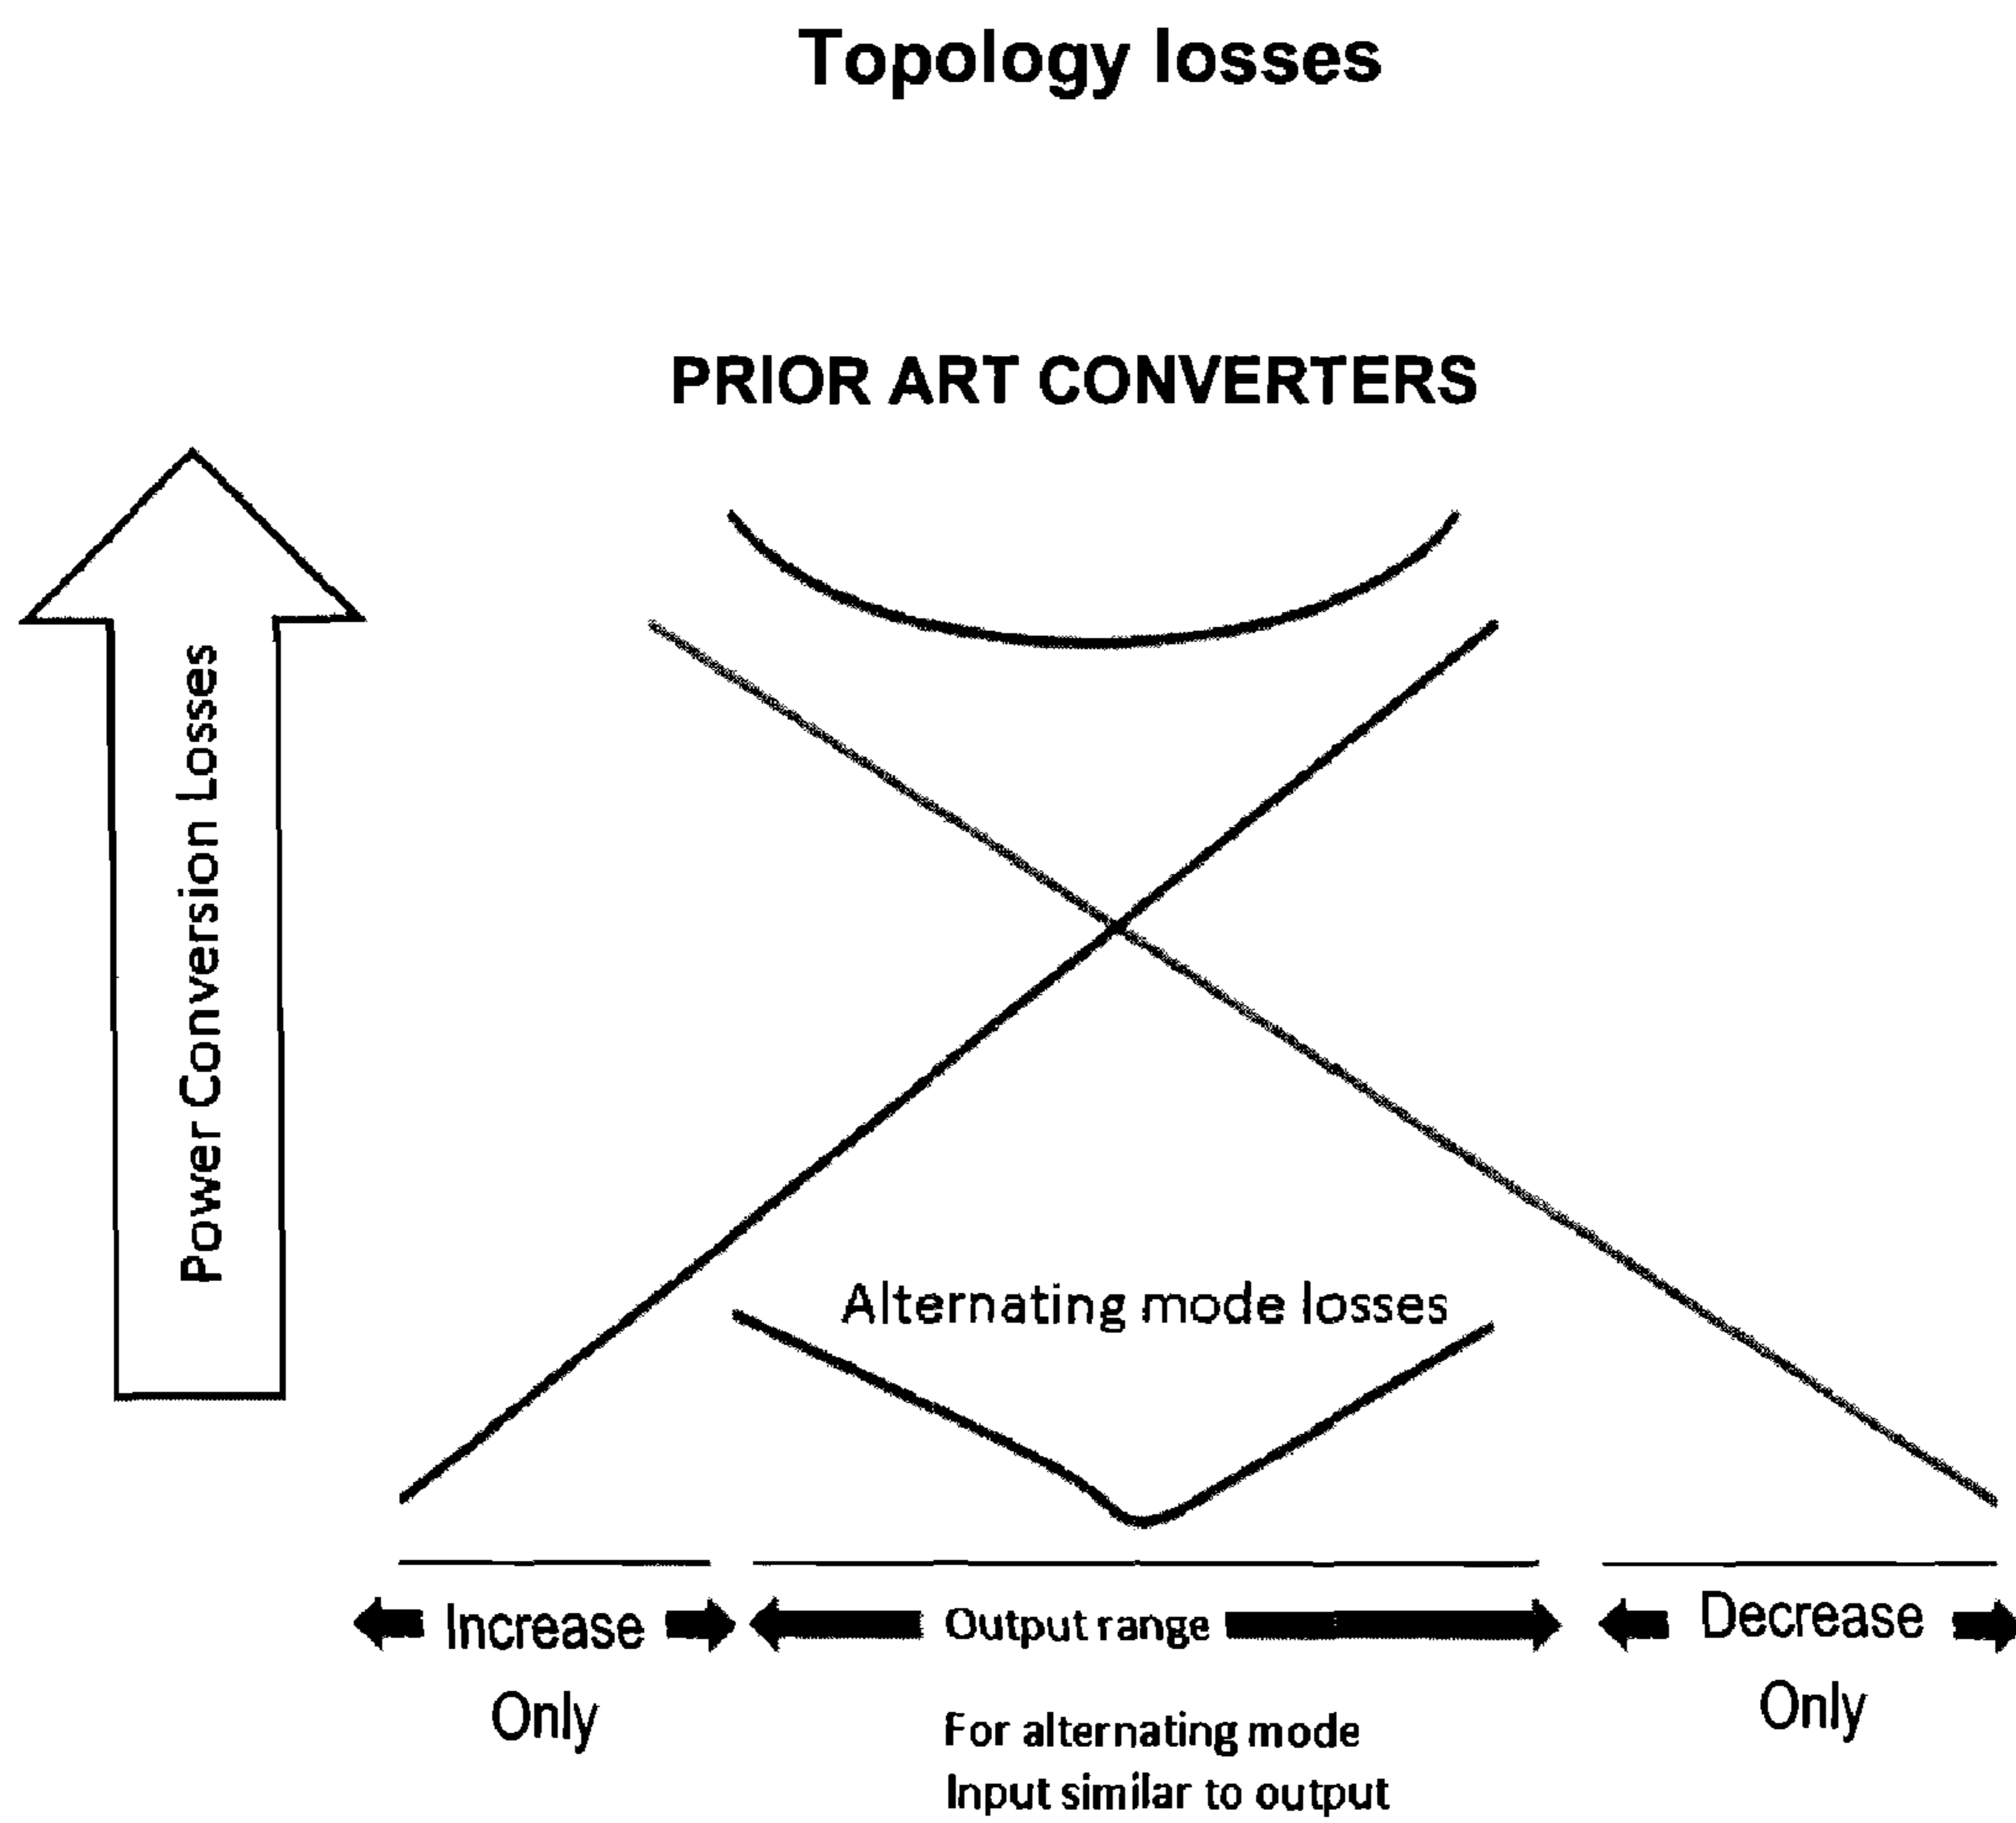 Topology losses
PRIOR ART CONVERTERS
Power Conversion Losses
Alternating mode losses
Increase
Only
Output range
For alternating mode
Input similar to output
Decrease
Only